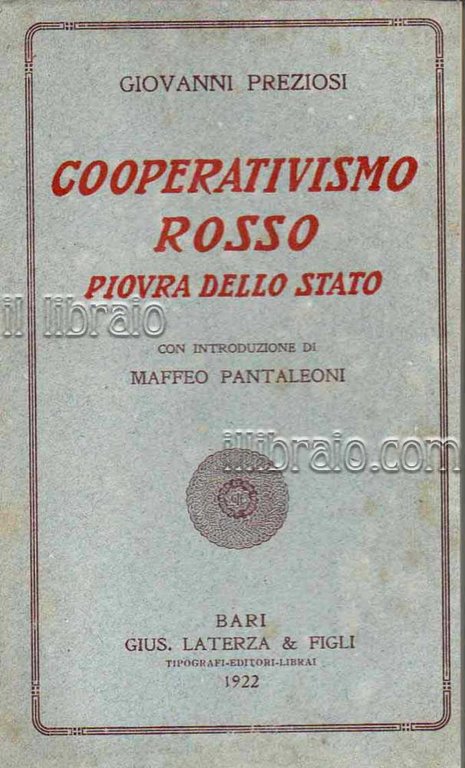 GIOVANNI PREZIOSI
COOPERATIVISMO
ROSSO
PIOVRA DELLO STATO
il libraio
CON INTRODUZIONE DI
MAFFEO PANTALEONI
illibraio.com
BARI
GIUS. LATERZA & FIGLI
TIPOGRAFI-EDITORI-LIBRAI
1922